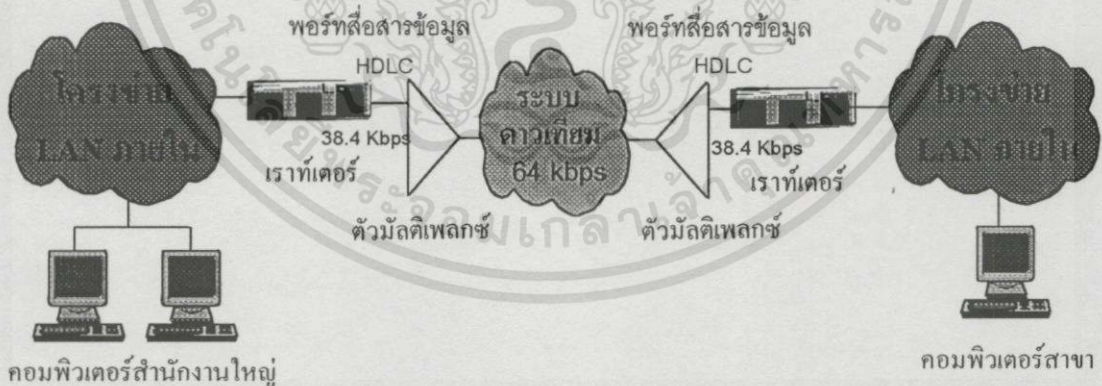 พอร์ทสื่อสารข้อมูล
พอร์ทสื่อสารข้อมูล
HDLC
HDLC
โครงข่าย
LAN ภายใน
ระบบ
ดาวเทียม
64 kbps
โครงข่าย
LAN ภายใน
38.4 Kbps
38.4 Kbps
เราท์เตอร์
เราท์เตอร์
ตัวมัลติเพลกซ์
ตัวมัลติเพลกซ์
คอมพิวเตอร์สำนักงานใหญ่
คอมพิวเตอร์สาขา